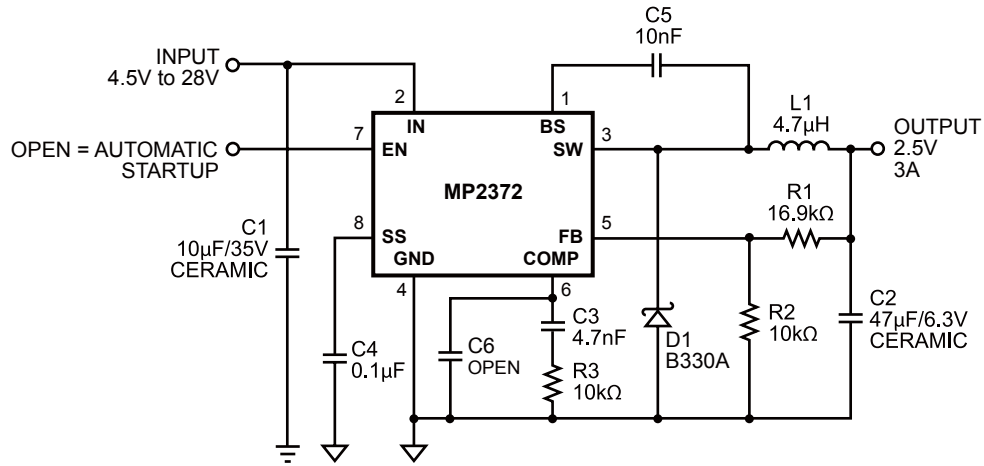 C5
10nF
INPUT
4.5V to 28V
2
1
IN
BS
L1
4.7µH
7
EN
3
SW
OUTPUT
2.5V
3A
OPEN = AUTOMATIC
STARTUP
MP2372
R1
16.9kΩ
8
SS
5
FB
C1
10µF/35V
CERAMIC
GND
COMP
4
6
C2
47µF/6.3V
CERAMIC
R2
10kΩ
C3
4.7nF
D1
B330A
C4
0.1µF
C6
OPEN
R3
10kΩ